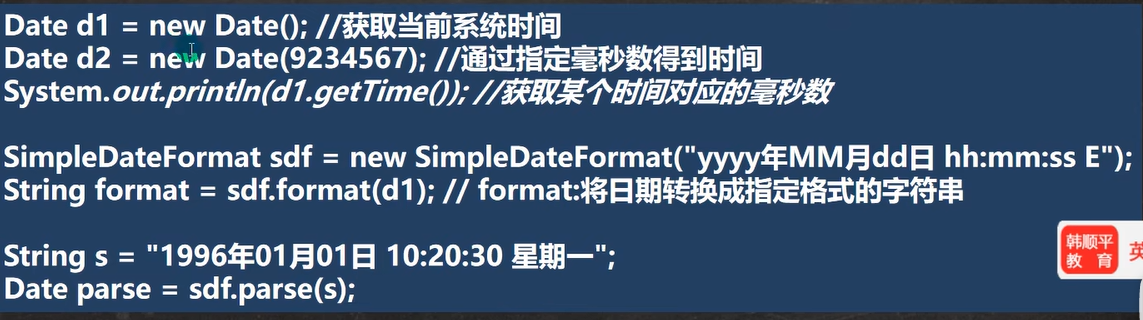 Date d1 = new Date(); //获取当前系统时间
Date d2 = new Date(9234567); //通过指定毫秒数得到时间
System.out.println(d1.getTime()); //获取某个时间对应的毫秒数
SimpleDateFormat sdf = new SimpleDateFormat("yyyy年MM月dd日 hh:mm:ss E");
String format = sdf.format(d1); // format:将日期转换成指定格式的字符串
String s = "1996年01月01日 10:20:30 星期一";
Date parse = sdf.parse(s);
韩顺平
教 育
英